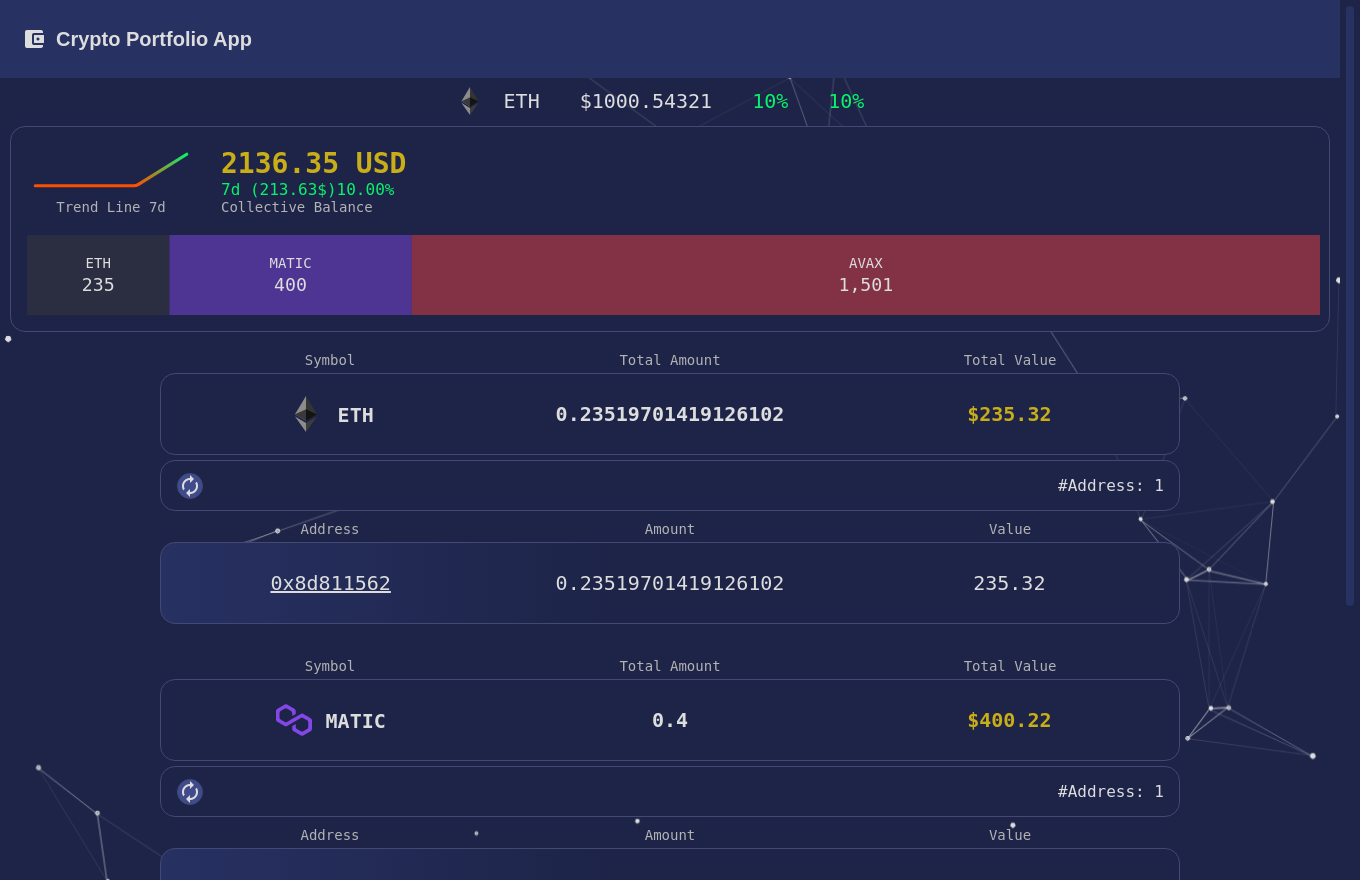 Crypto Portfolio App
ETH $1000.54321 10% 10%
2136.35 USD
7d (213.63$)10.00%
Trend Line 7d Collective Balance
ETH MATIC AVAX
235 400 1,501
Symbol Total Amount Total Value
ETH 0.23519701419126102 $235.32
#Address: 1
Address Amount Value
0x8d811562 0.23519701419126102 235.32
Symbol Total Amount Total Value
MATIC 0.4 $400.22
#Address: 1
Address Amount Value